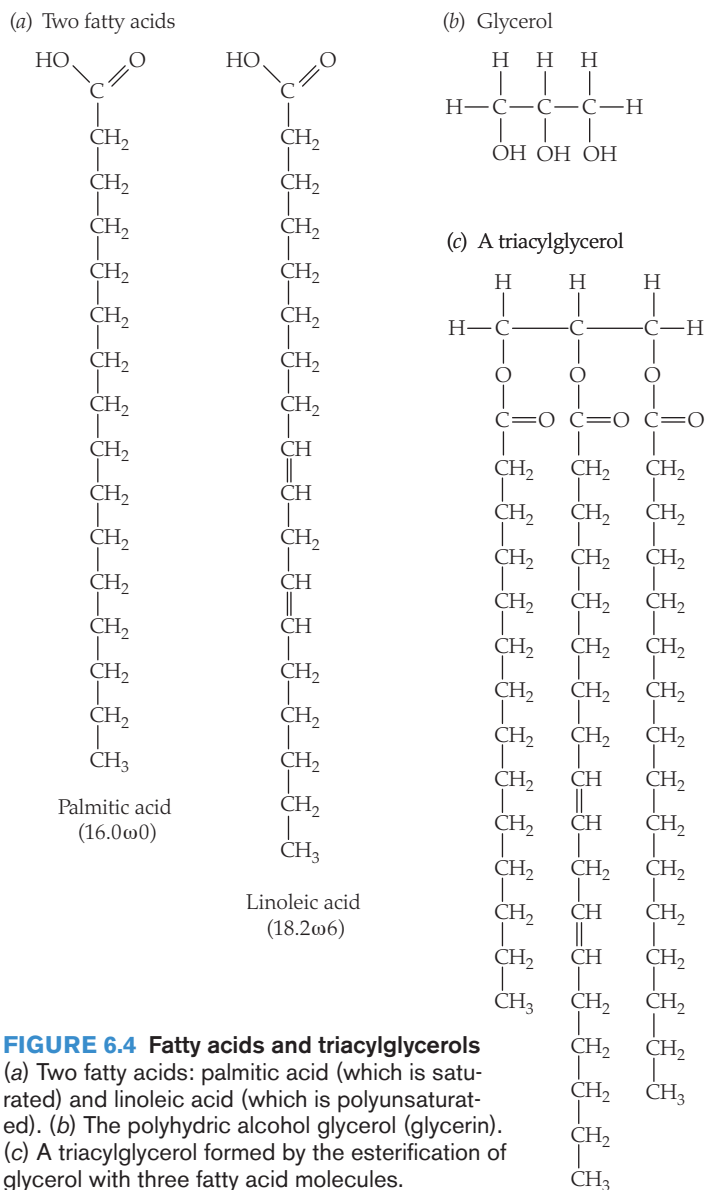 (a) Two fatty acids
HO O HO O
C C
CH₂ CH₂
CH₂ CH₂
CH₂ CH₂
CH₂ CH₂
CH₂ CH₂
CH₂ CH₂
CH₂ CH₂
CH₂ CH
CH₂ CH
CH₂ CH₂
CH₂ CH
CH₂ CH
CH₂ CH₂
CH₂ CH₂
CH₃ CH₂
CH₂
CH₃
Palmitic acid
(16.0ω0)
Linoleic acid
(18.2ω6)
(b) Glycerol
H H H
H—C—C—C—H
OH OH OH
(c) A triacylglycerol
H H H
H—C—C—C—H
O O O
C=O C=O C=O
CH₂ CH₂ CH₂
CH₂ CH₂ CH₂
CH₂ CH₂ CH₂
CH₂ CH₂ CH₂
CH₂ CH₂ CH₂
CH₂ CH₂ CH₂
CH₂ CH₂ CH₂
CH₂ CH CH₂
CH₂ CH CH₂
CH₂ CH₂ CH₂
CH₂ CH CH₂
CH₂ CH CH₂
CH₃ CH₂ CH₂
CH₂ CH₂
CH₂ CH₃
CH₂
CH₃
FIGURE 6.4 Fatty acids and triacylglycerols
(a) Two fatty acids: palmitic acid (which is satu-
rated) and linoleic acid (which is polyunsaturat-
ed). (b) The polyhydric alcohol glycerol (glycerin).
(c) A triacylglycerol formed by the esterification of
glycerol with three fatty acid molecules.